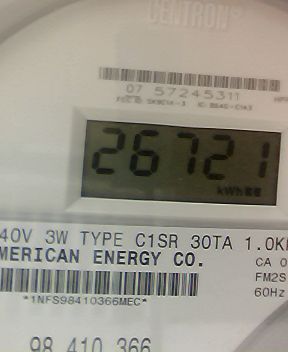 CENTRON®
07 57245311
26721
kWh
40V 3W TYPE C1SR 30TA 1.0K
MERICAN ENERGY CO.
CA 0
FM2S
*1NFS98410366MEC*
60Hz
98 410 366